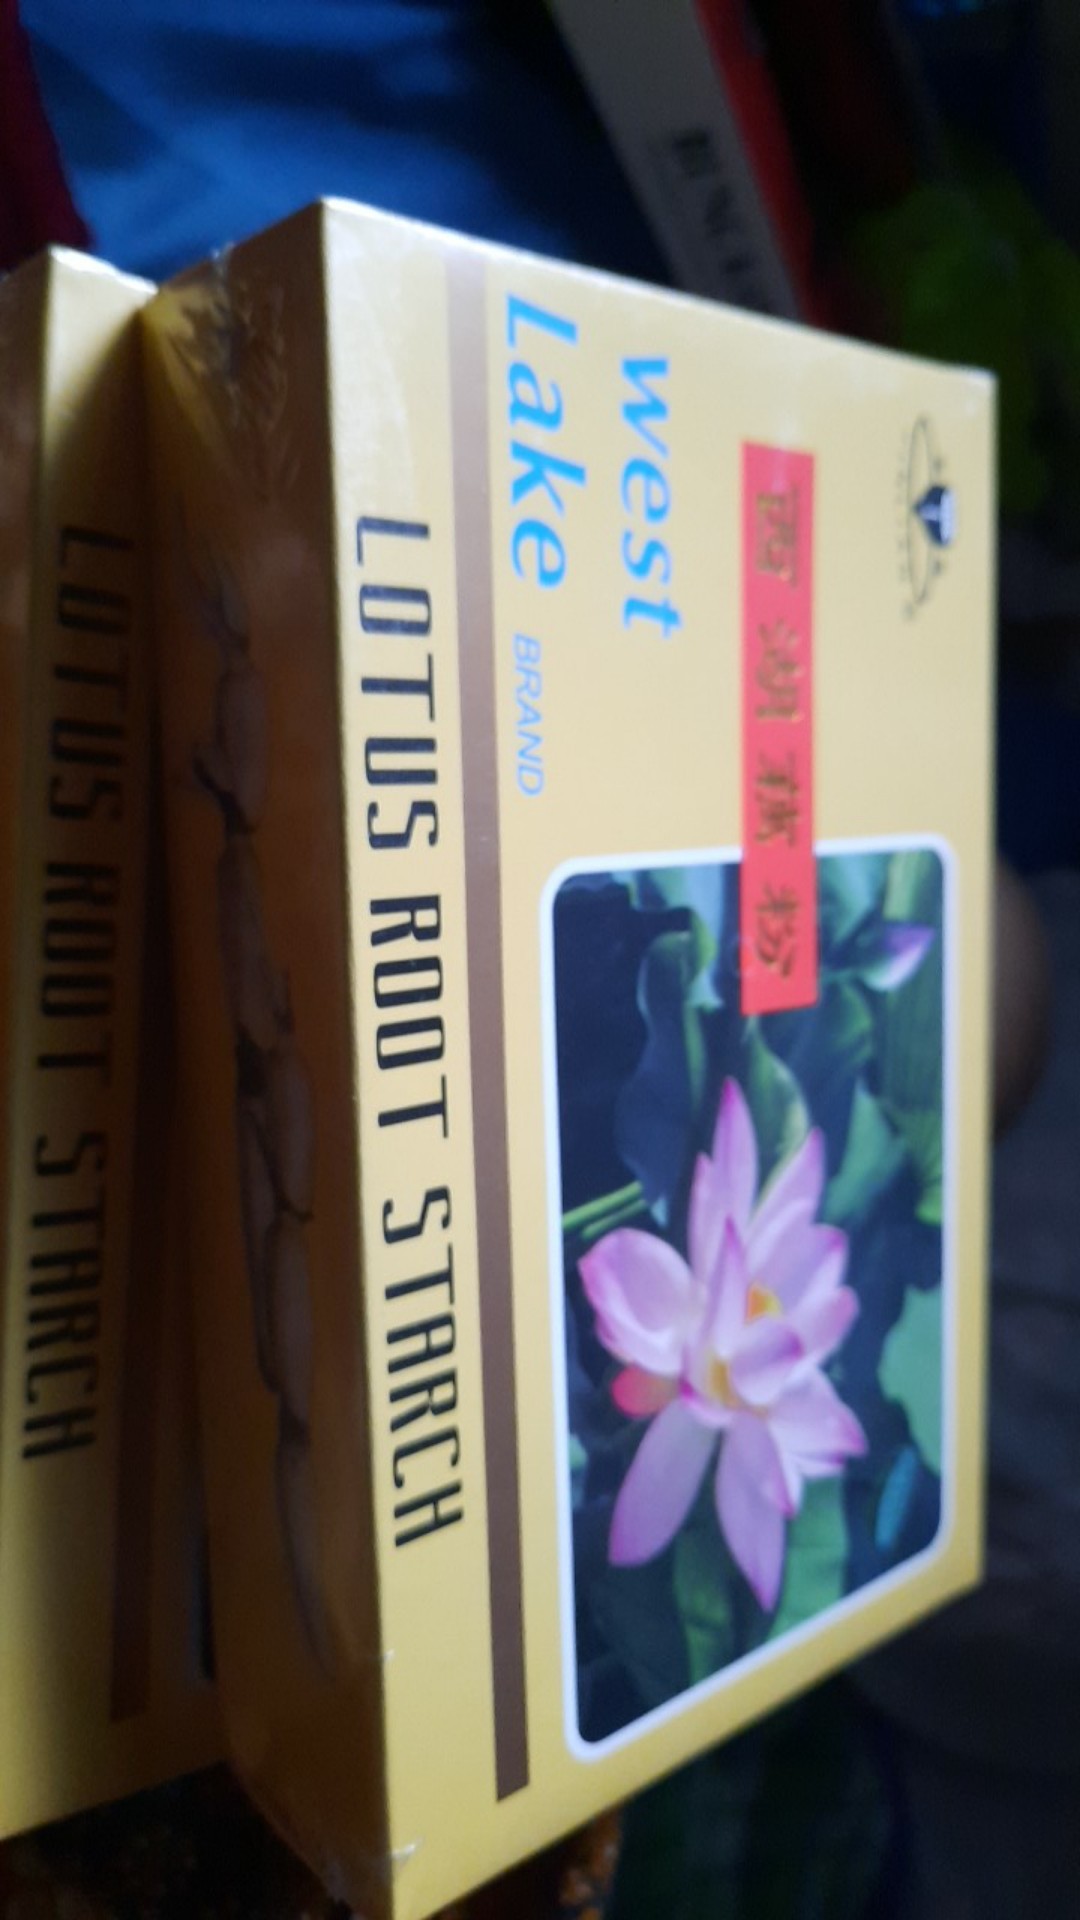 西湖藕粉
West
Lake BRAND
LOTUS ROOT STARCH
LOTUS ROOT STARCH